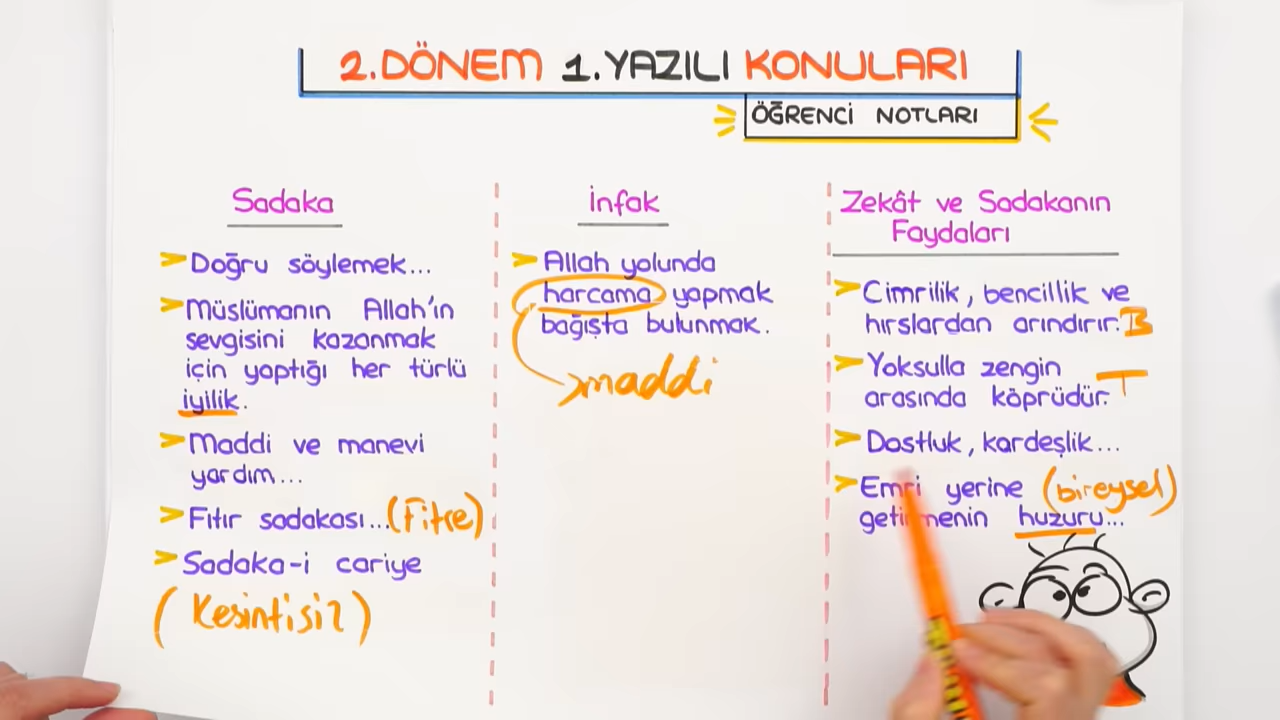 2.DÖNEM 1.YAZILI KONULARI
ÖĞRENCİ NOTLARI
Sadaka
➢ Doğru söylemek...
➢ Müslümanın Allah'ın
sevgisini kazanmak
için yaptığı her türlü
iyilik.
➢ Maddi ve manevi
yardım...
➢ Fıtır sadakası...(Fitre)
➢ Sadaka-i cariye
(Kesintisiz)
İnfak
➢ Allah yolunda
harcama yapmak
bağışta bulunmak.
maddi
Zekât ve Sadakanın
Faydaları
➢ Cimrilik, bencillik ve
hırslardan arındırır. B
➢ Yoksulla zengin
arasında köprüdür. T
➢ Dostluk, kardeşlik...
➢ Emri yerine (bireysel)
getirmenin huzuru...